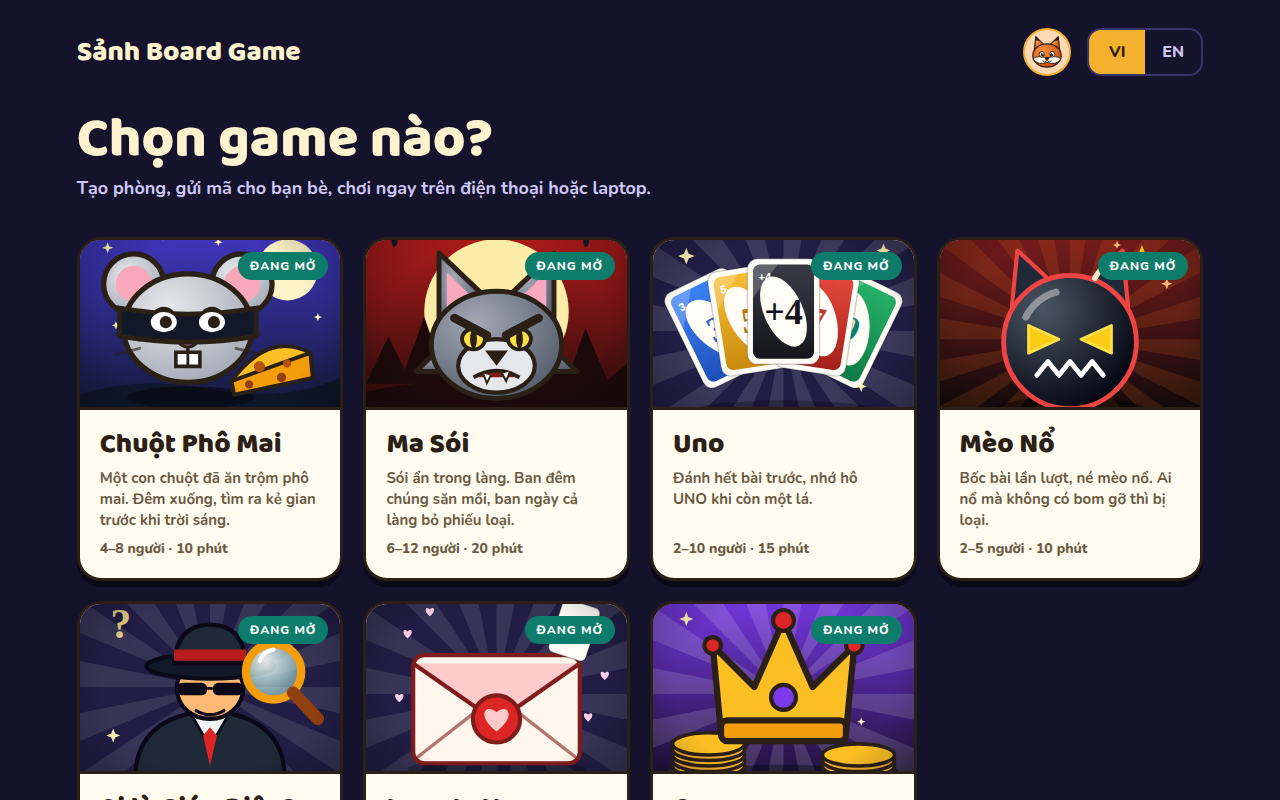 Sảnh Board Game
VI
EN
Chọn game nào?
Tạo phòng, gửi mã cho bạn bè, chơi ngay trên điện thoại hoặc laptop.
ĐANG MỞ
ĐANG MỞ
3
5
+4
+4
ĐANG MỞ
ĐANG MỞ
Chuột Phô Mai
Một con chuột đã ăn trộm phô
mai. Đêm xuống, tìm ra kẻ gian
trước khi trời sáng.
4–8 người · 10 phút
Ma Sói
Sói ẩn trong làng. Ban đêm
chúng săn mồi, ban ngày cả
làng bỏ phiếu loại.
6–12 người · 20 phút
Uno
Đánh hết bài trước, nhớ hô
UNO khi còn một lá.
2–10 người · 15 phút
Mèo Nổ
Bốc bài lần lượt, né mèo nổ. Ai
nổ mà không có bom gỡ thì bị
loại.
2–5 người · 10 phút
?
ĐANG MỞ
ĐANG MỞ
ĐANG MỞ